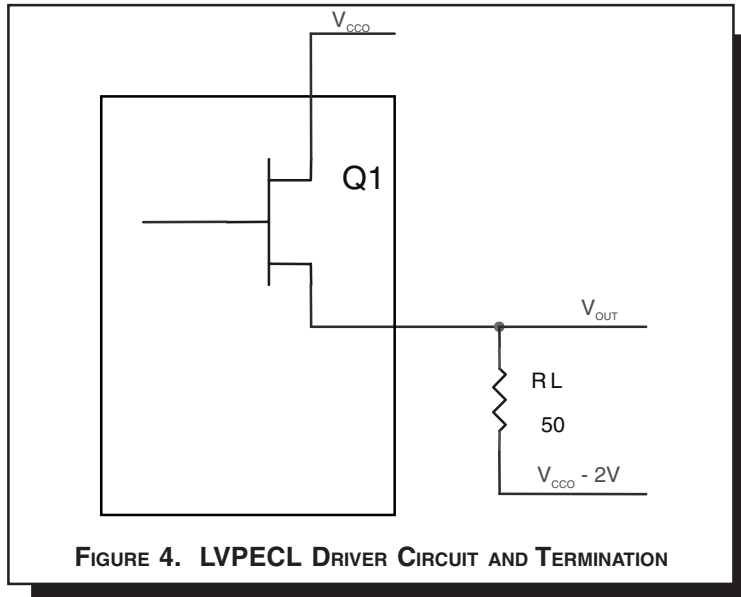 VCCO
Q1
VOUT
RL
50
VCCO - 2V
FIGURE 4. LVPECL DRIVER CIRCUIT AND TERMINATION